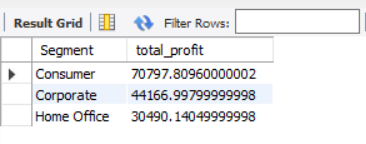 Result Grid Filter Rows:
Segment total_profit
Consumer 70797.80960000002
Corporate 44166.99799999998
Home Office 30490.14049999998